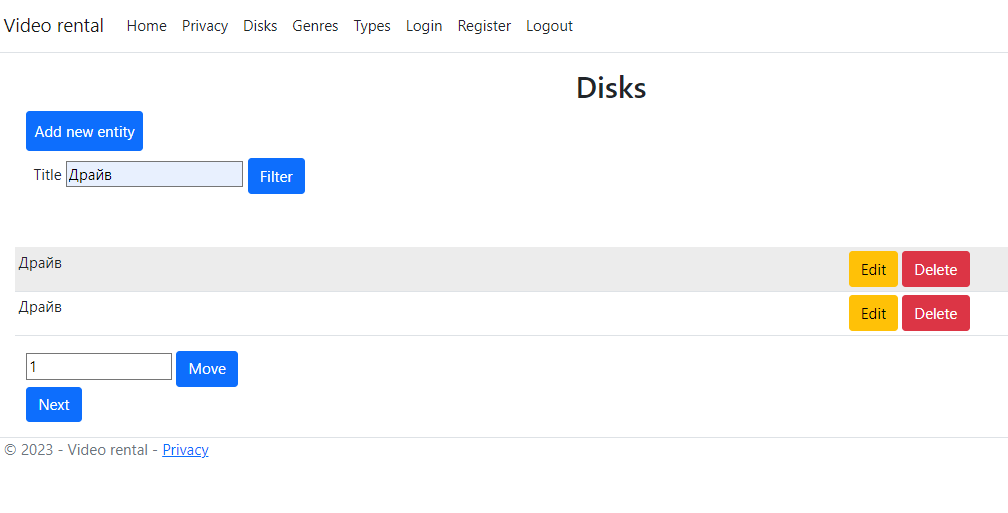 Video rental Home Privacy Disks Genres Types Login Register Logout
Disks
Add new entity
Title Драйв Filter
Драйв Edit Delete
Драйв Edit Delete
1 Move
Next
© 2023 - Video rental - Privacy